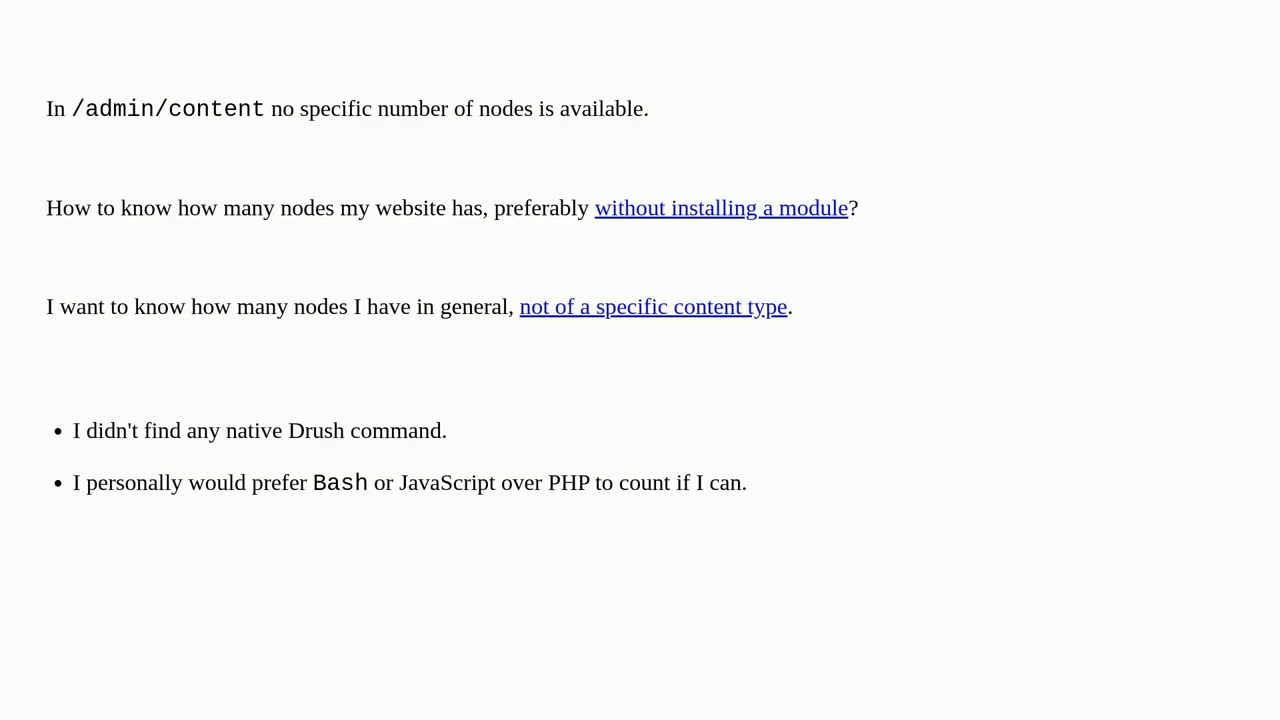 In /admin/content no specific number of nodes is available.
How to know how many nodes my website has, preferably without installing a module?
I want to know how many nodes I have in general, not of a specific content type.
• I didn't find any native Drush command.
• I personally would prefer Bash or JavaScript over PHP to count if I can.